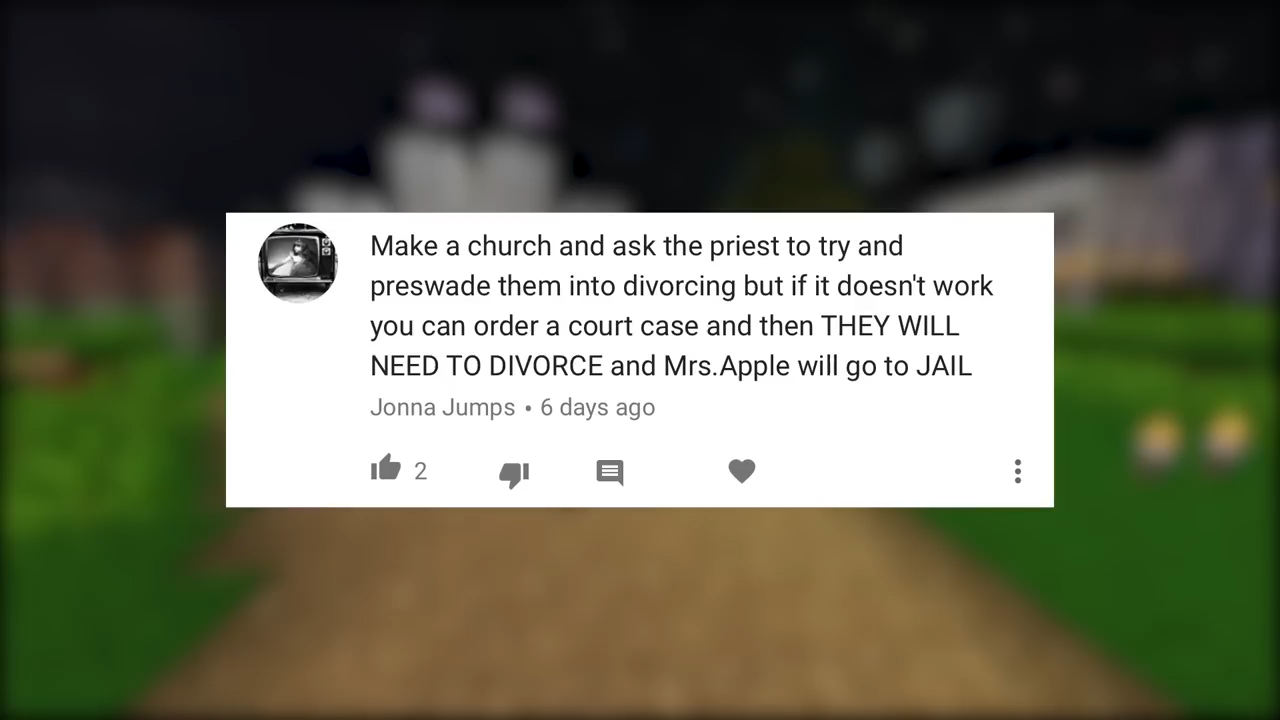 Make a church and ask the priest to try and
preswade them into divorcing but if it doesn't work
you can order a court case and then THEY WILL
NEED TO DIVORCE and Mrs.Apple will go to JAIL
Jonna Jumps • 6 days ago
2